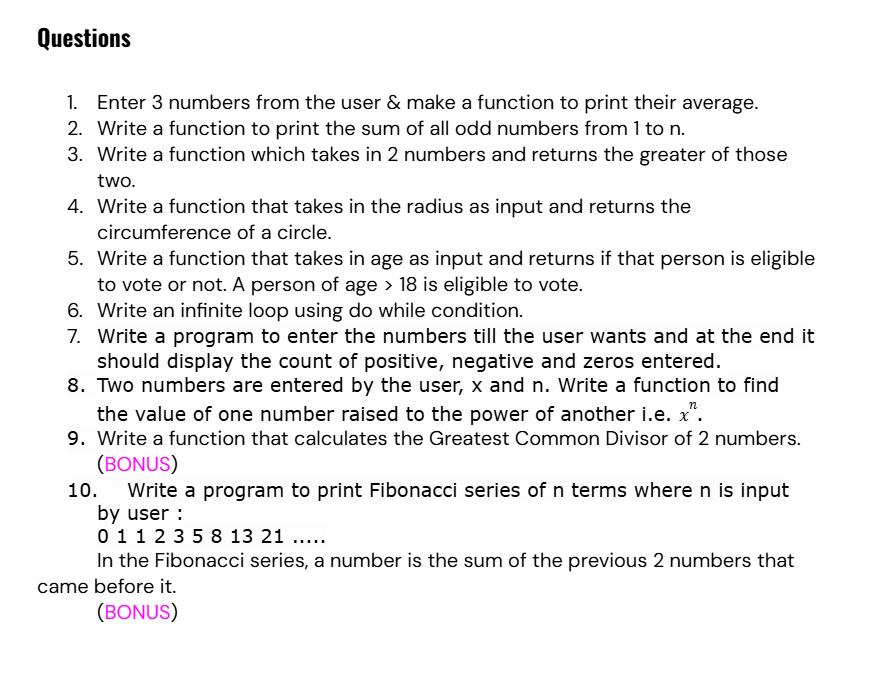 Questions
1. Enter 3 numbers from the user & make a function to print their average.
2. Write a function to print the sum of all odd numbers from 1 to n.
3. Write a function which takes in 2 numbers and returns the greater of those
two.
4. Write a function that takes in the radius as input and returns the
circumference of a circle.
5. Write a function that takes in age as input and returns if that person is eligible
to vote or not. A person of age > 18 is eligible to vote.
6. Write an infinite loop using do while condition.
7. Write a program to enter the numbers till the user wants and at the end it
should display the count of positive, negative and zeros entered.
8. Two numbers are entered by the user, x and n. Write a function to find
the value of one number raised to the power of another i.e. xⁿ.
9. Write a function that calculates the Greatest Common Divisor of 2 numbers.
(BONUS)
10. Write a program to print Fibonacci series of n terms where n is input
by user :
0 1 1 2 3 5 8 13 21 .....
In the Fibonacci series, a number is the sum of the previous 2 numbers that
came before it.
(BONUS)